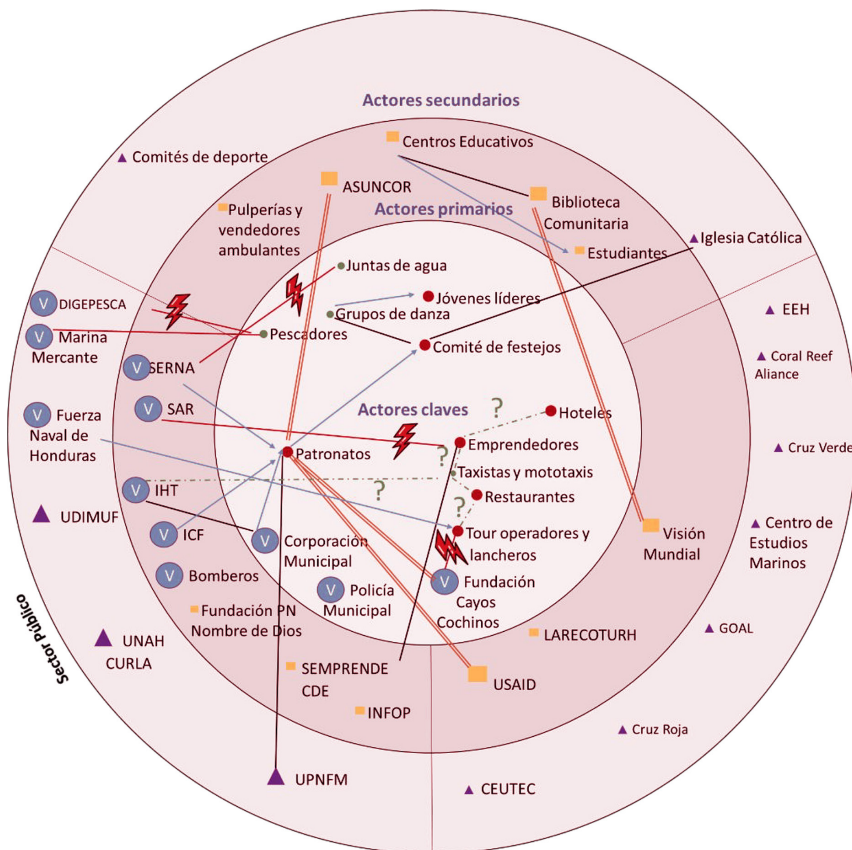 Actores secundarios
Centros Educativos
Comités de deporte
ASUNCOR
Biblioteca
Comunitaria
Pulperías y
vendedores
ambulantes
Actores primarios
Iglesia Católica
Estudiantes
Juntas de agua
V DIGEPESCA
Jóvenes líderes
EEH
Grupos de danza
V Marina
Mercante
Pescadores
Comité de festejos
Coral Reef
Aliance
V SERNA
V SAR
Actores claves
?
Hoteles
V Fuerza
Naval de
Honduras
Emprendedores
Cruz Verde
Patronatos
?
Taxistas y mototaxis
V IHT
?
Restaurantes
?
UDIMUF
V ICF
V Corporación
Municipal
Tour operadores y
lancheros
Visión
Mundial
Centro de
Estudios
Marinos
V Bomberos
V Policía
Municipal
V Fundación
Cayos
Cochinos
Fundación PN
Nombre de Dios
Sector Público
UNAH
CURLA
LARECOTURH
GOAL
SEMPRENDE
CDE
USAID
INFOP
Cruz Roja
UPNFM
CEUTEC